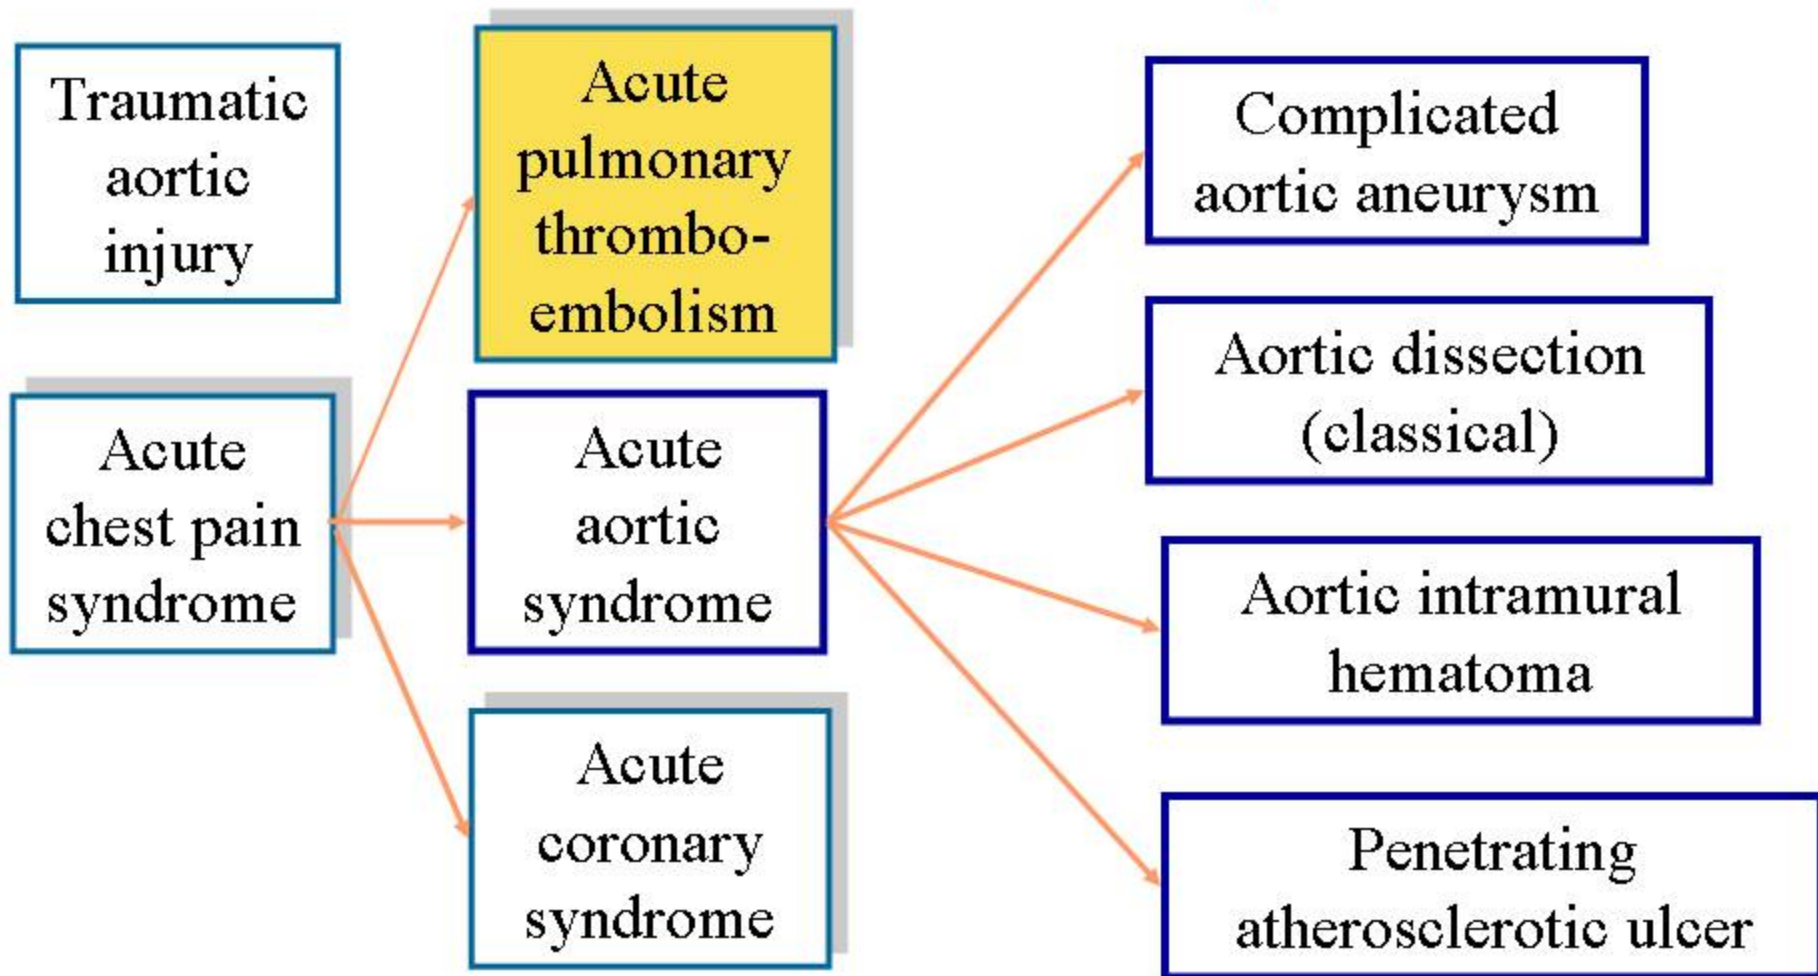 Traumatic
aortic
injury
Acute
chest pain
syndrome
Acute
pulmonary
thrombo-
embolism
Acute
aortic
syndrome
Acute
coronary
syndrome
Complicated
aortic aneurysm
Aortic dissection
(classical)
Aortic intramural
hematoma
Penetrating
atherosclerotic ulcer